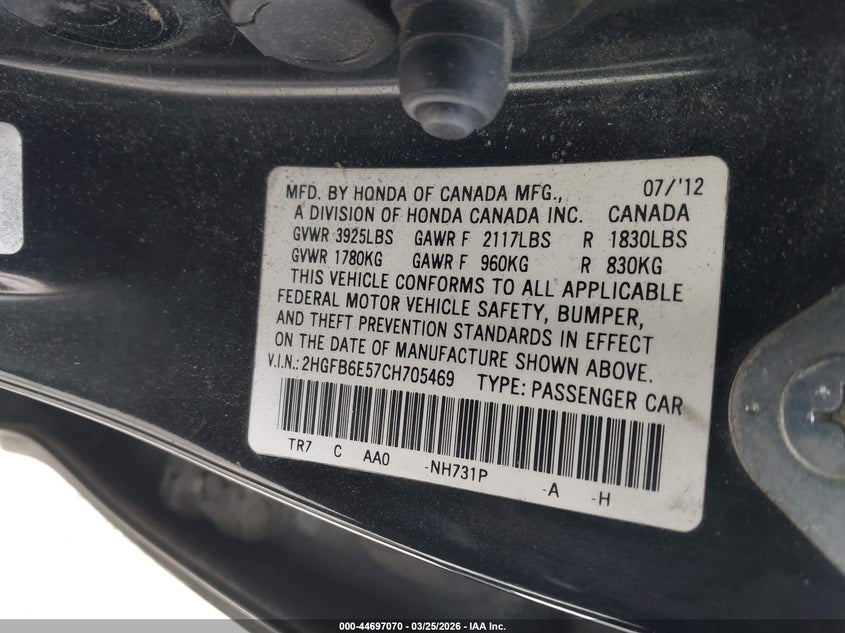 MFD. BY HONDA OF CANADA MFG., 07/'12
A DIVISION OF HONDA CANADA INC. CANADA
GVWR 3925LBS GAWR F 2117LBS R 1830LBS
GVWR 1780KG GAWR F 960KG R 830KG
THIS VEHICLE CONFORMS TO ALL APPLICABLE
FEDERAL MOTOR VEHICLE SAFETY, BUMPER,
AND THEFT PREVENTION STANDARDS IN EFFECT
ON THE DATE OF MANUFACTURE SHOWN ABOVE.
V.I.N.: 2HGFB6E57CH705469 TYPE: PASSENGER CAR
TR7 C AA0 -NH731P -A -H
000-44697070 - 03/25/2026 - IAA Inc.